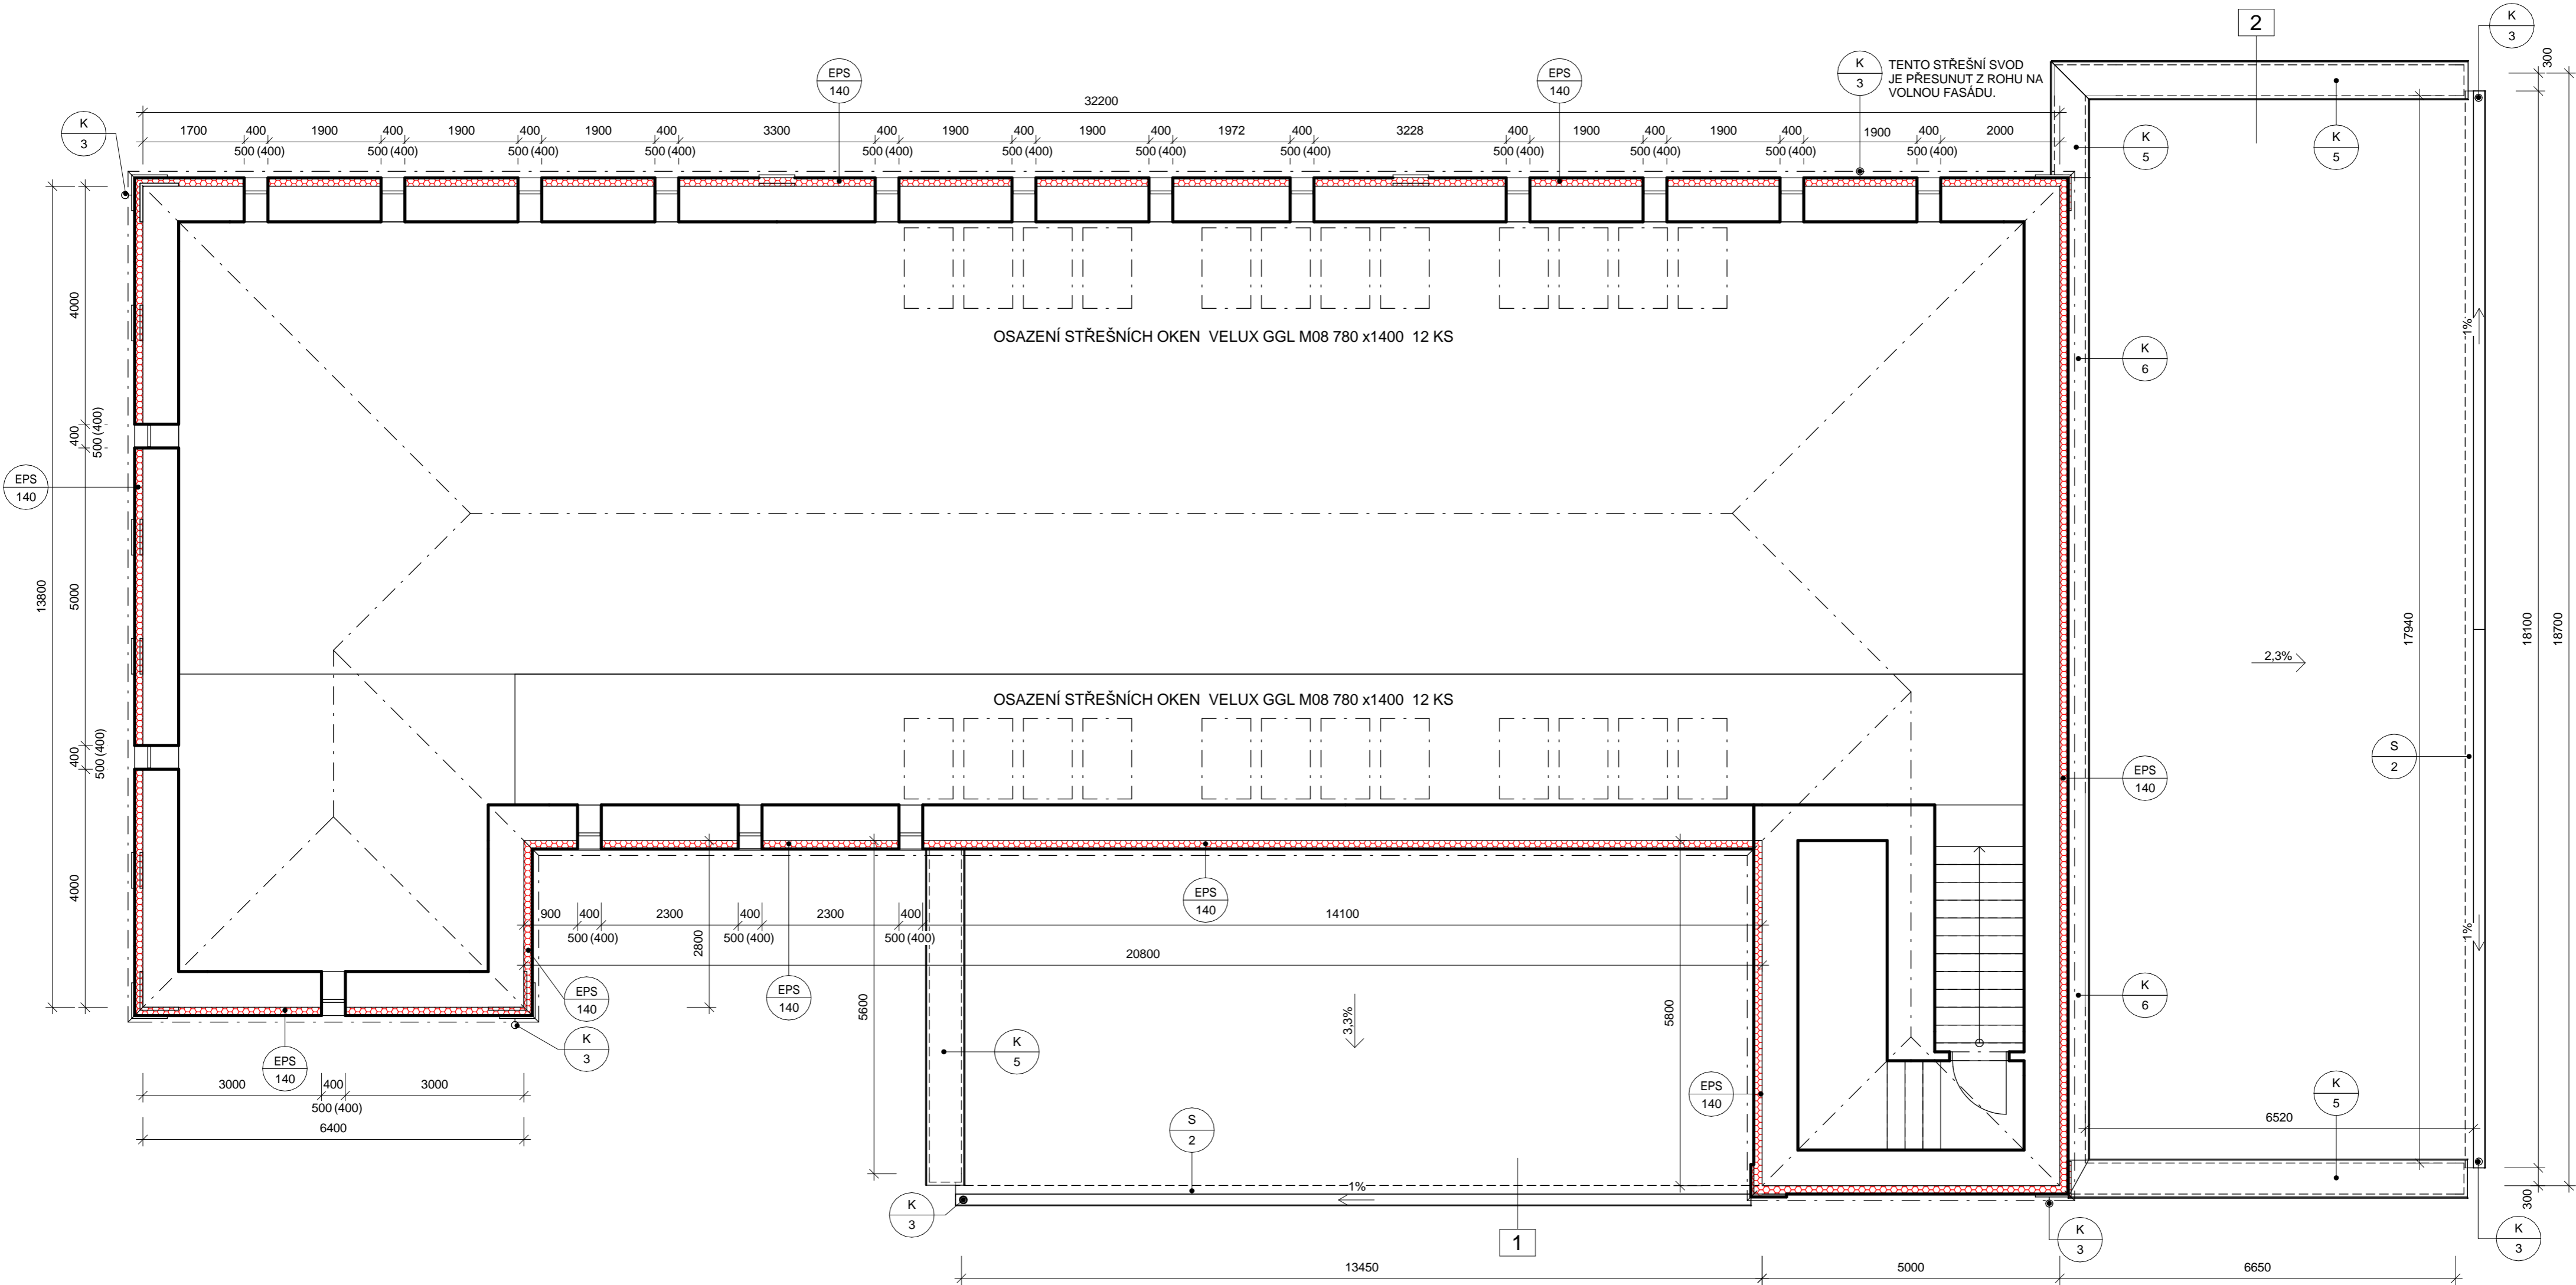 2
K
3
300
EPS
140
EPS
140
K
3
TENTO STŘEŠNÍ SVOD
JE PŘESUNUT Z ROHU NA
VOLNOU FASÁDU.
32200
K
3
1700 400 1900 400 1900 400 1900 400 3300 400 1900 400 1900 400 1972 400 3228 400 1900 400 1900 400 1900 400 2000
500 (400) 500 (400) 500 (400) 500 (400) 500 (400) 500 (400) 500 (400) 500 (400) 500 (400) 500 (400) 500 (400) 500 (400)
K
5
K
5
4000
OSAZENÍ STŘEŠNÍCH OKEN VELUX GGL M08 780 x1400 12 KS
1%
K
6
400
500 (400)
EPS
140
13800
5000
17940
18100
18700
2,3%
OSAZENÍ STŘEŠNÍCH OKEN VELUX GGL M08 780 x1400 12 KS
400
500 (400)
S
2
EPS
140
4000
EPS
140
900 400 2300 400 2300 400 14100
500 (400) 500 (400) 500 (400)
2800
20800
1%
EPS
140
EPS
140
K
6
5600
3,3%
5800
K
3
K
5
EPS
140
EPS
140
K
5
3000 400 3000
500 (400)
6400
6520
S
2
1%
K
3
300
1
K
3
K
3
13450 5000 6650